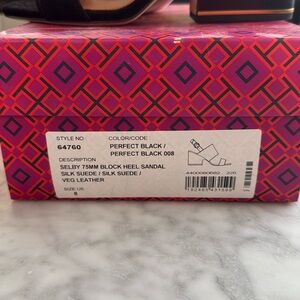 STYLE NO
COLOR/CODE
64760
PERFECT BLACK /
PERFECT BLACK 008
DESCRIPTION
SELBY 75MM BLOCK HEEL SANDAL
SILK SUEDE / SILK SUEDE /
VEG LEATHER
SIZE US
8